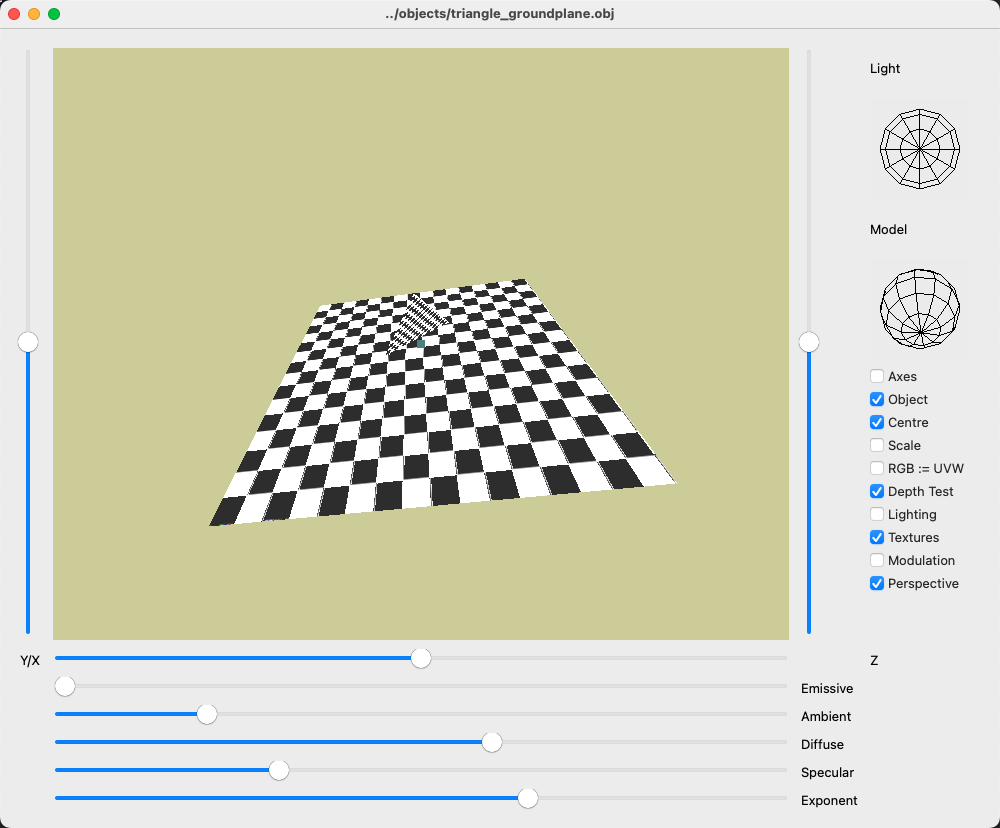 ../objects/triangle_groundplane.obj
Light
Model
Axes
Object
Centre
Scale
RGB := UVW
Depth Test
Lighting
Textures
Modulation
Perspective
Y/X
Z
Emissive
Ambient
Diffuse
Specular
Exponent